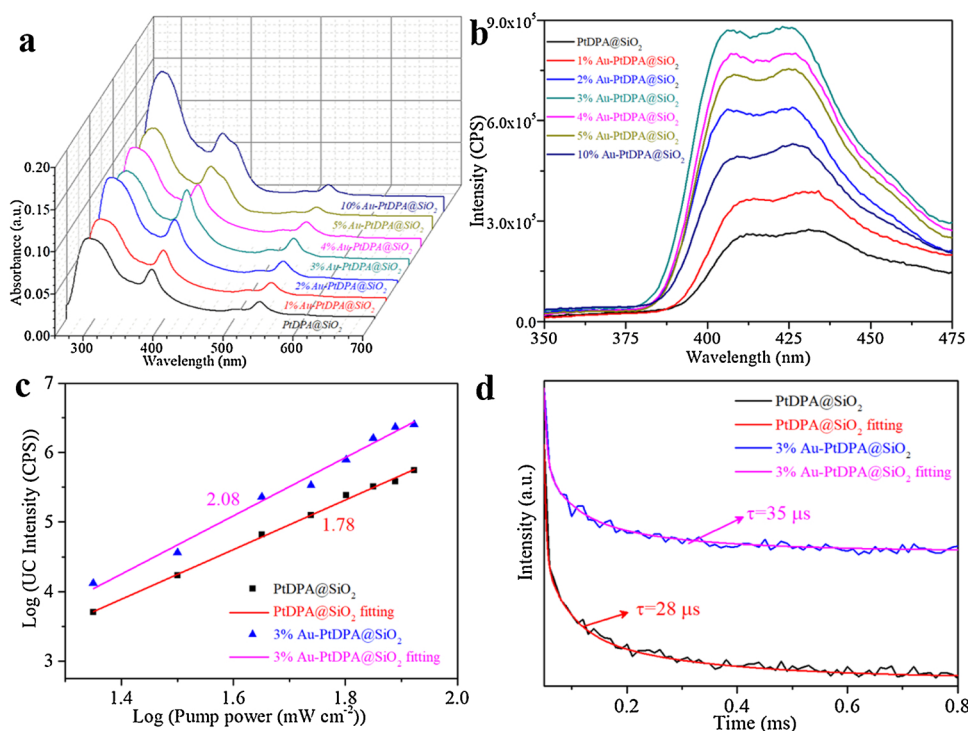 a
0.20
0.15
0.10
0.05
0.00
Absorbance (a.u.)
300
400
500
600
700
Wavelength (nm)
10% Au-PtDPA@SiO2
5% Au-PtDPA@SiO2
4% Au-PtDPA@SiO2
3% Au-PtDPA@SiO2
2% Au-PtDPA@SiO2
1% Au-PtDPA@SiO2
PtDPA@SiO2
b
9.0x10^5
6.0x10^5
3.0x10^5
0.0
Intensity (CPS)
PtDPA@SiO2
1% Au-PtDPA@SiO2
2% Au-PtDPA@SiO2
3% Au-PtDPA@SiO2
4% Au-PtDPA@SiO2
5% Au-PtDPA@SiO2
10% Au-PtDPA@SiO2
350
375
400
425
450
475
Wavelength (nm)
c
7
6
5
4
3
Log (UC Intensity (CPS)
2.08
1.78
PtDPA@SiO2
PtDPA@SiO2 fitting
3% Au-PtDPA@SiO2
3% Au-PtDPA@SiO2 fitting
1.4
1.6
1.8
2.0
Log (Pump power (mW cm-2))
d
Intensity (a.u.)
PtDPA@SiO2
PtDPA@SiO2 fitting
3% Au-PtDPA@SiO2
3% Au-PtDPA@SiO2 fitting
τ=35 μs
τ=28 μs
0.2
0.4
0.6
0.8
Time (ms)